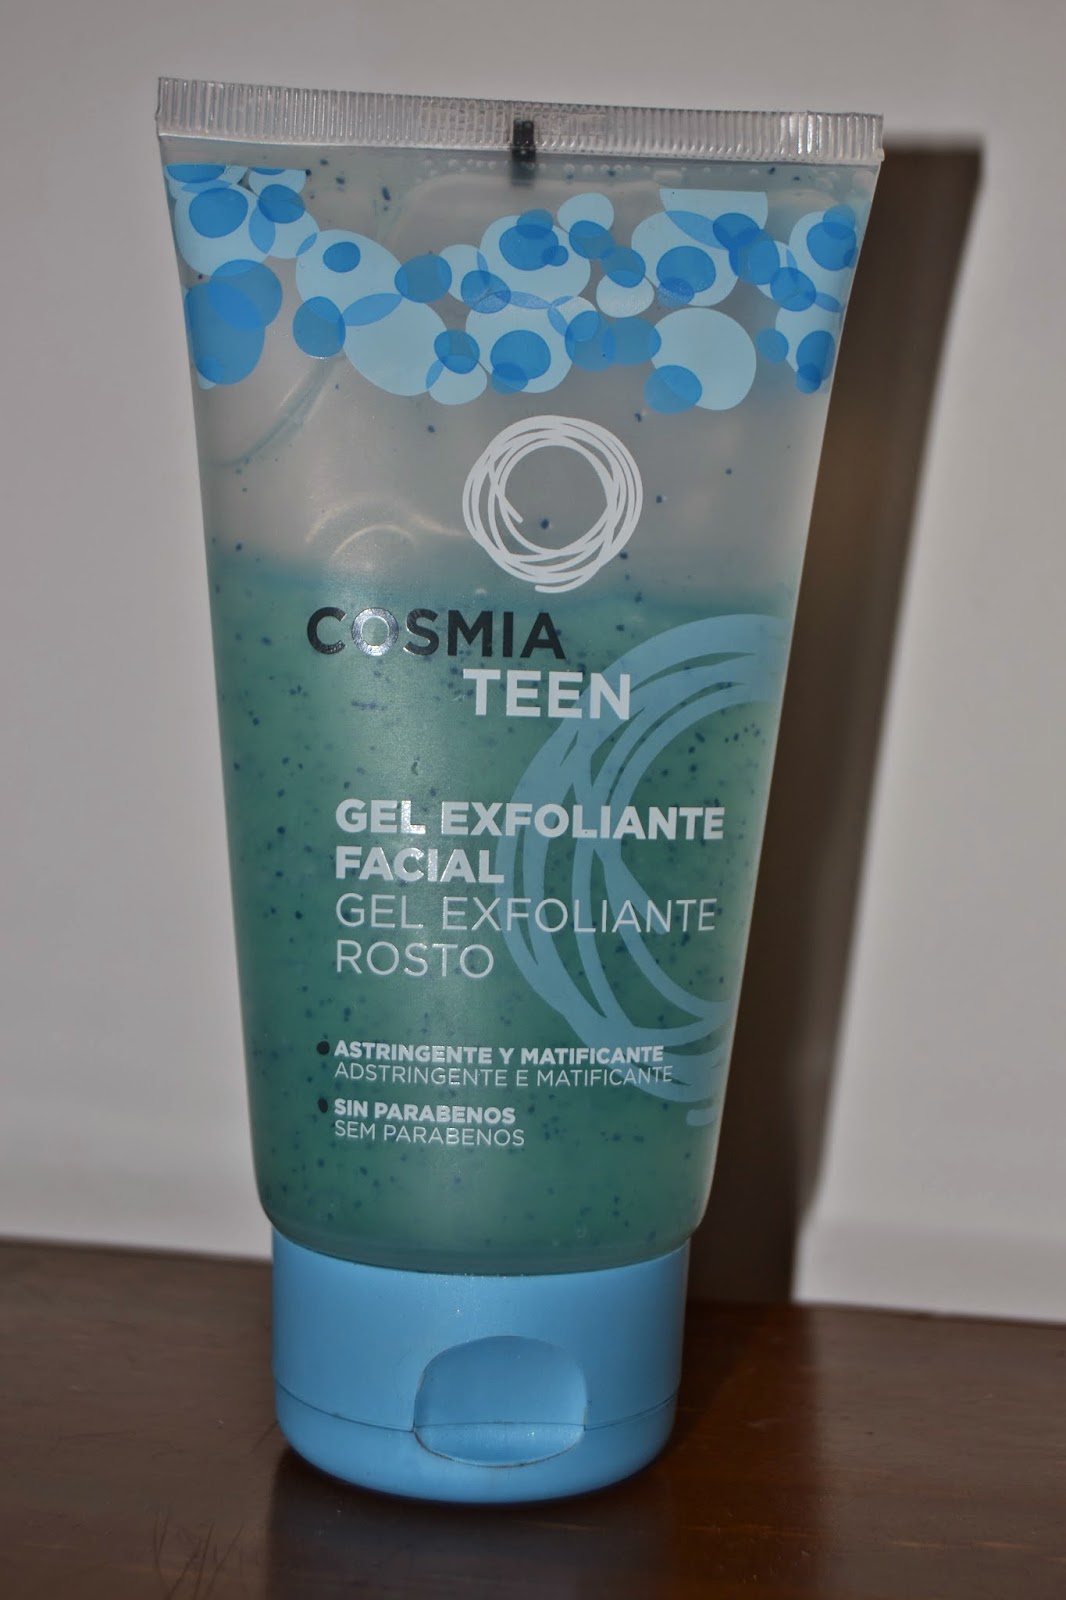 COSMIA
TEEN
GEL EXFOLIANTE
FACIAL
GEL EXFOLIANTE
ROSTO
ASTRINGENTE Y MATIFICANTE
ADSTRINGENTE E MATIFICANTE
SIN PARABENOS
SEM PARABENOS